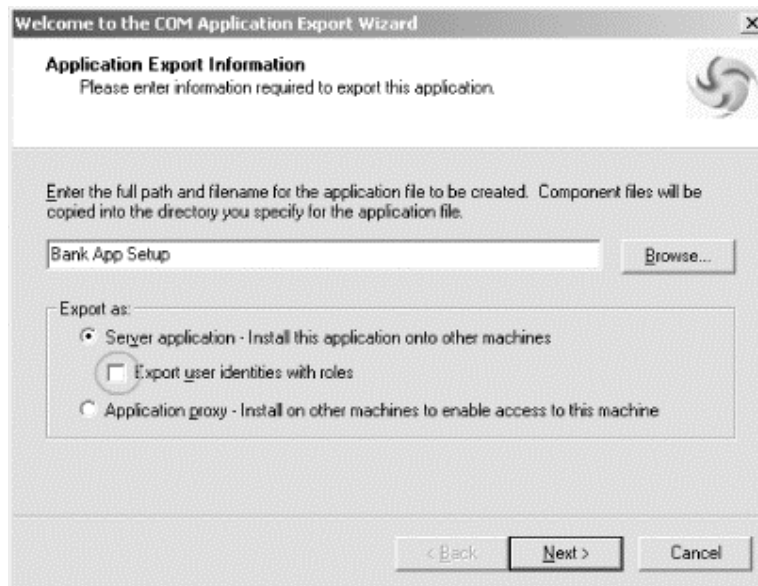 Welcome to the COM Application Export Wizard
Application Export Information
Please enter information required to export this application.
Enter the full path and filename for the application file to be created. Component files will be
copied into the directory you specify for the application file.
Bank App Setup
Browse...
Export as:
Server application - Install this application onto other machines
Export user identities with roles
Application proxy - Install on other machines to enable access to this machine
< Back
Next >
Cancel